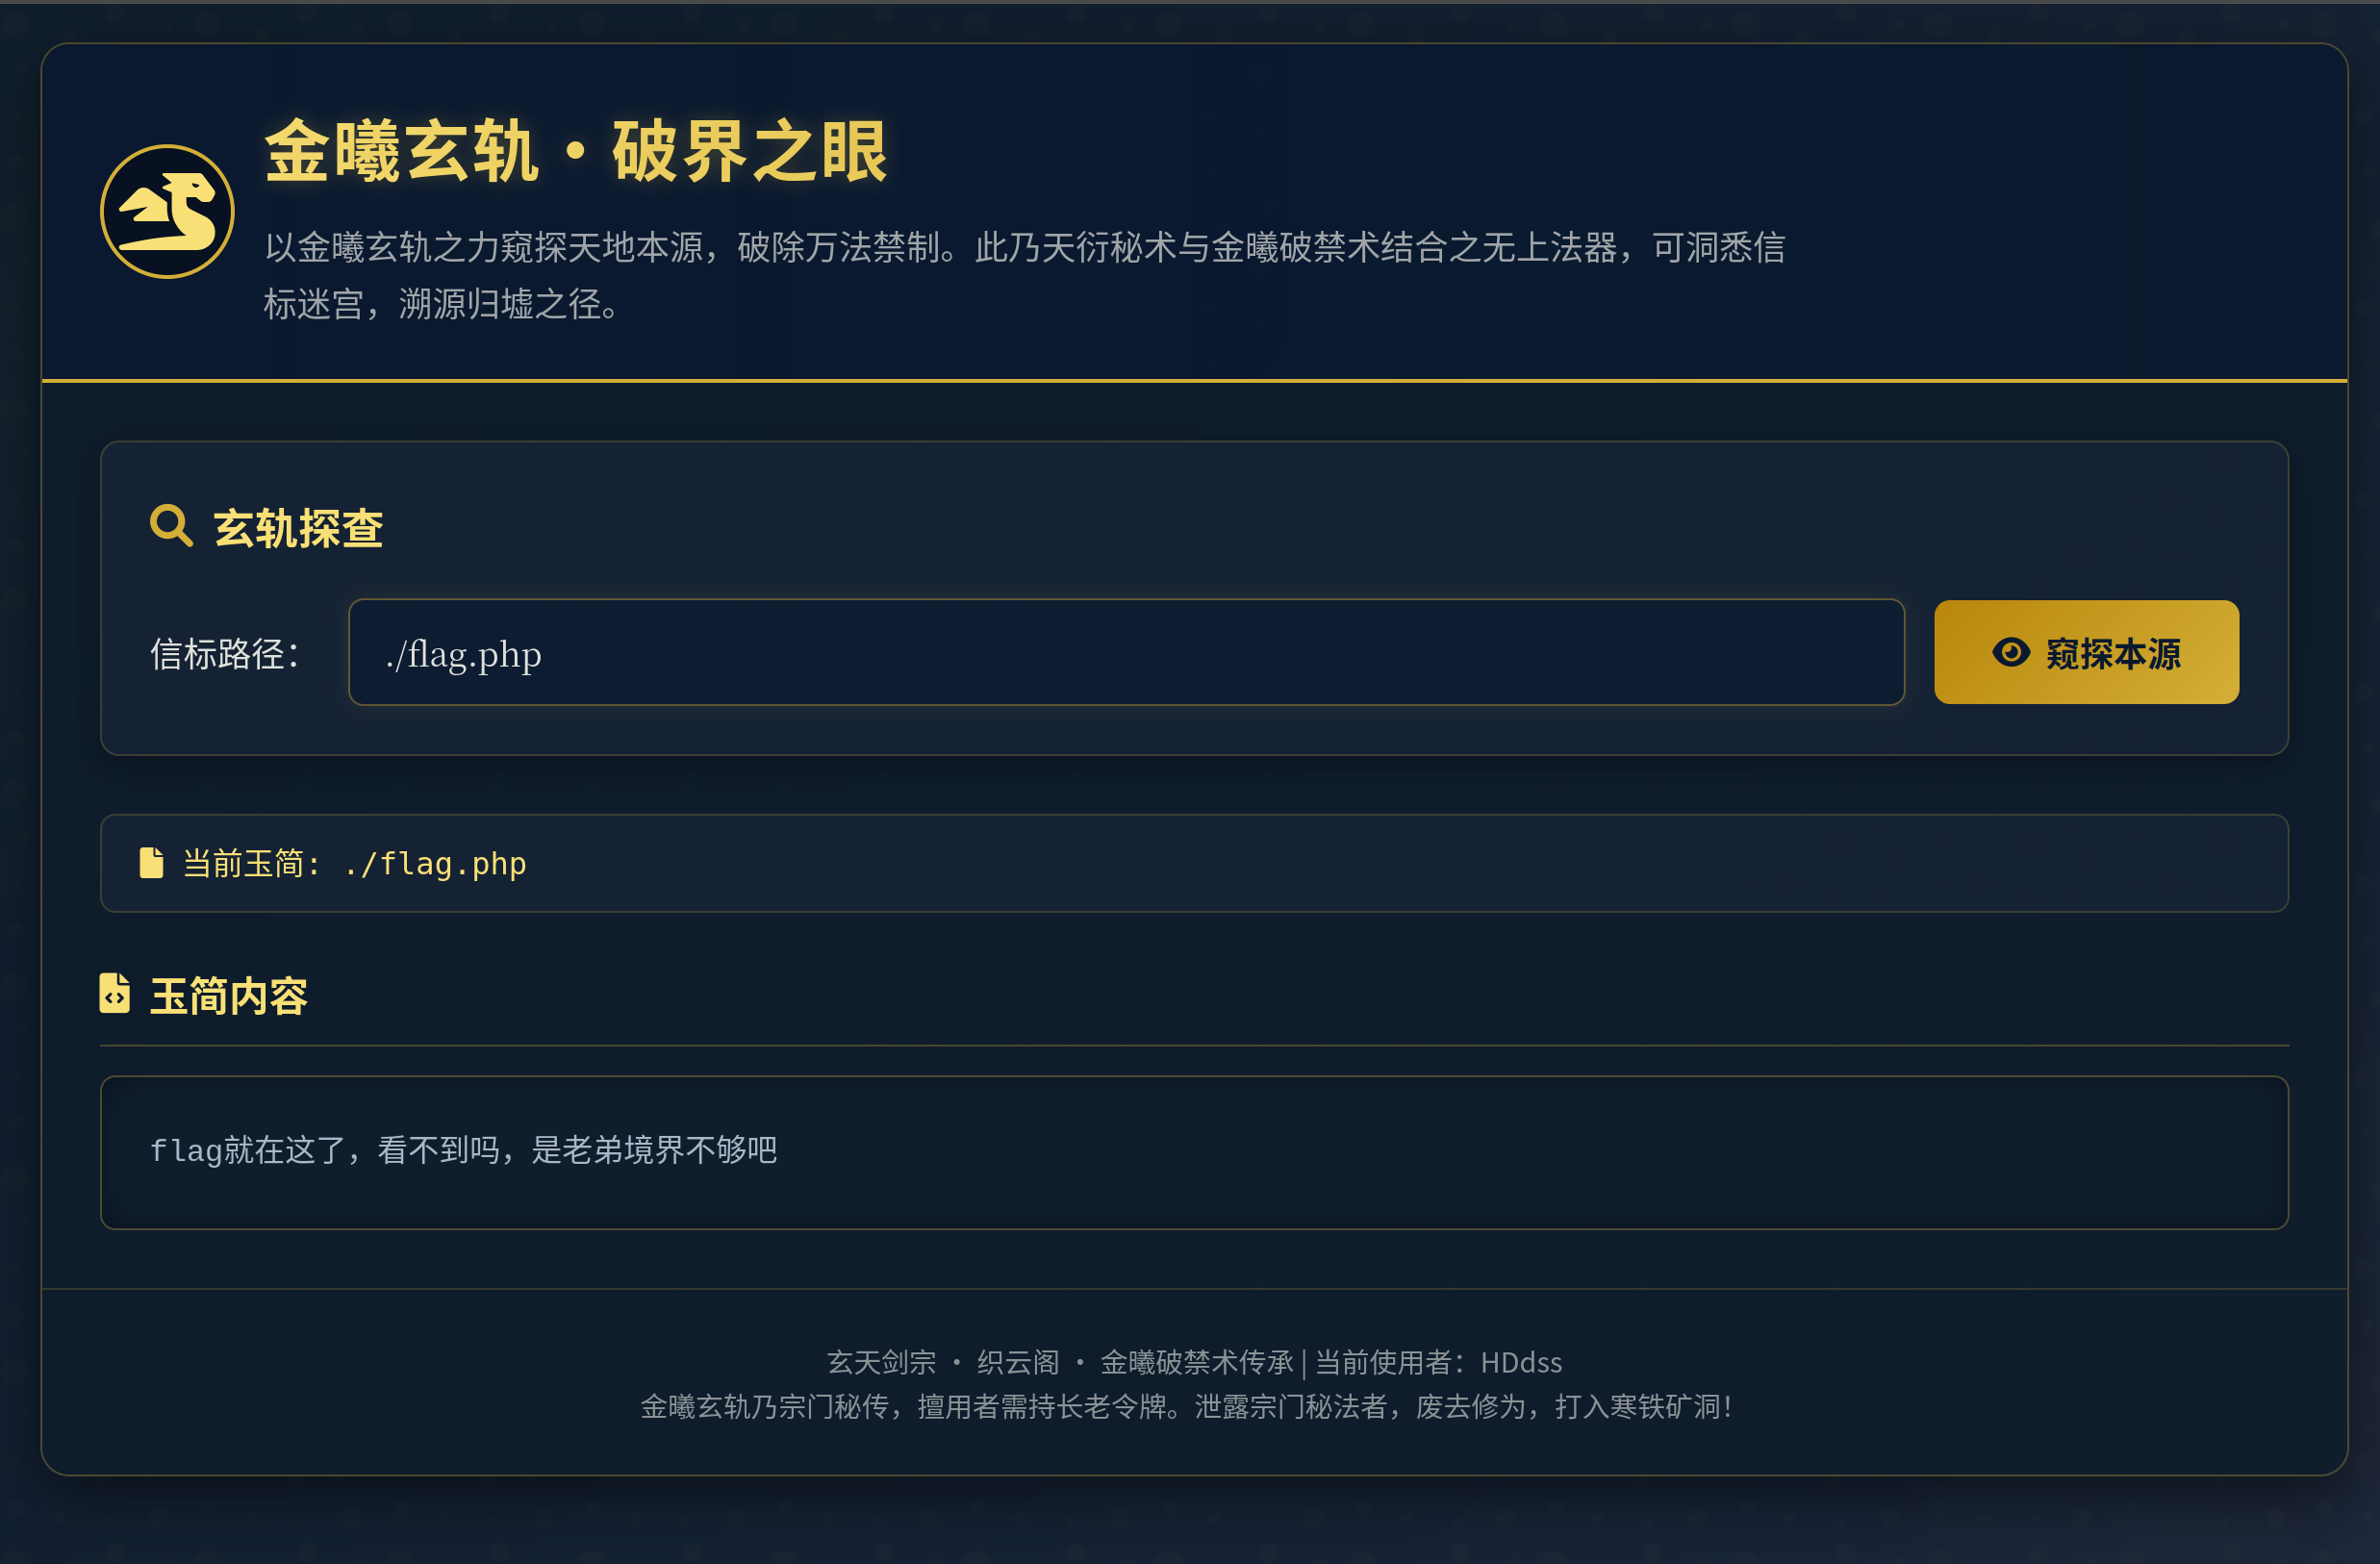 金曦玄轨·破界之眼
以金曦玄轨之力窥探天地本源，破除万法禁制。此乃天衍秘术与金曦破禁术结合之无上法器，可洞悉信
标迷宫，溯源归墟之径。
玄轨探查
信标路径： ./flag.php 窥探本源
当前玉简: ./flag.php
玉简内容
flag就在这了，看不到吗，是老弟境界不够吧
玄天剑宗 · 织云阁 · 金曦破禁术传承 | 当前使用者：HDdss
金曦玄轨乃宗门秘传，擅用者需持长老令牌。泄露宗门秘法者，废去修为，打入寒铁矿洞！